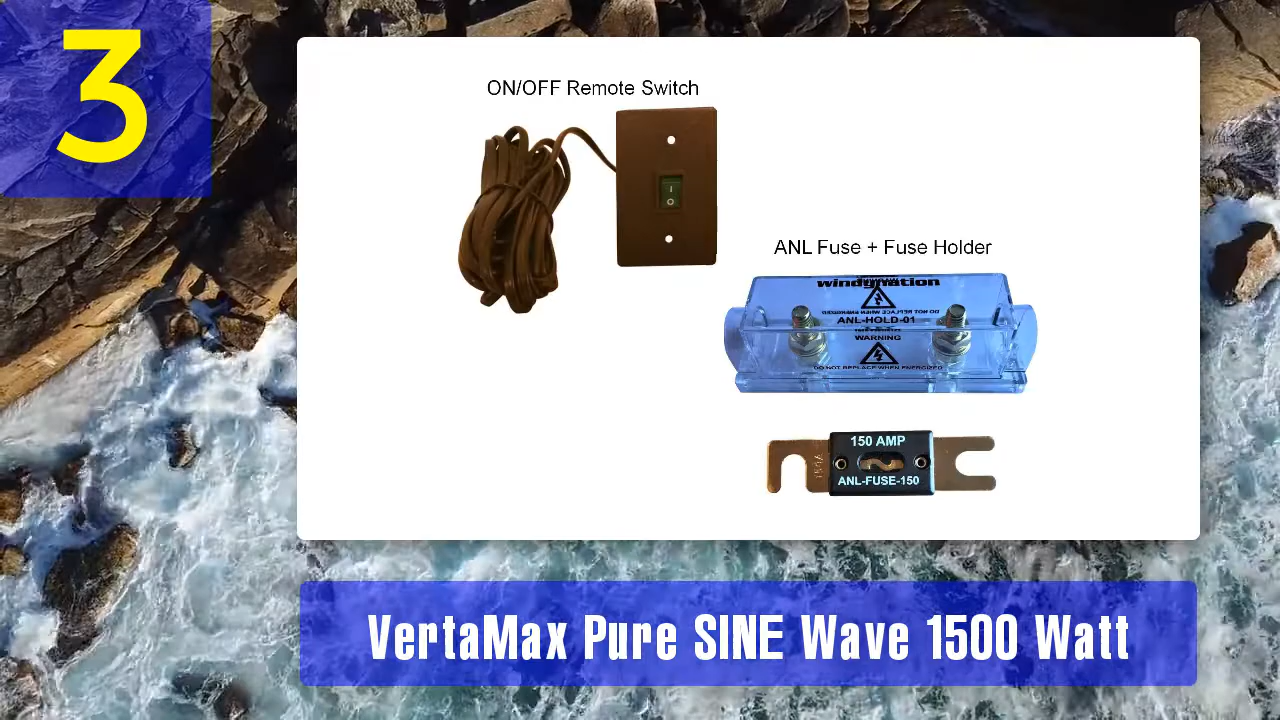 3
ON/OFF Remote Switch
ANL Fuse + Fuse Holder
windynation
ANL-HOLD-01
WARNING
DO NOT REPLACE WHEN ENERGIZED
150 AMP
ANL-FUSE-150
VertaMax Pure SINE Wave 1500 Watt